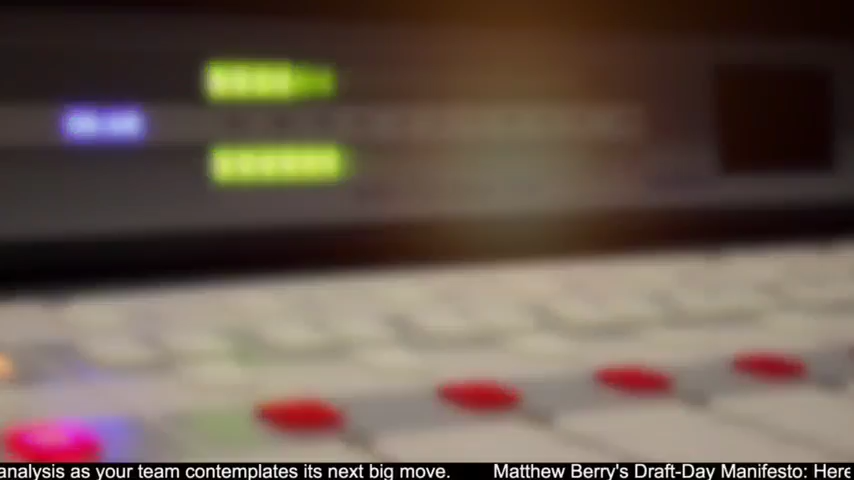 analysis as your team contemplates its next big move. Matthew Berry's Draft-Day Manifesto: Here